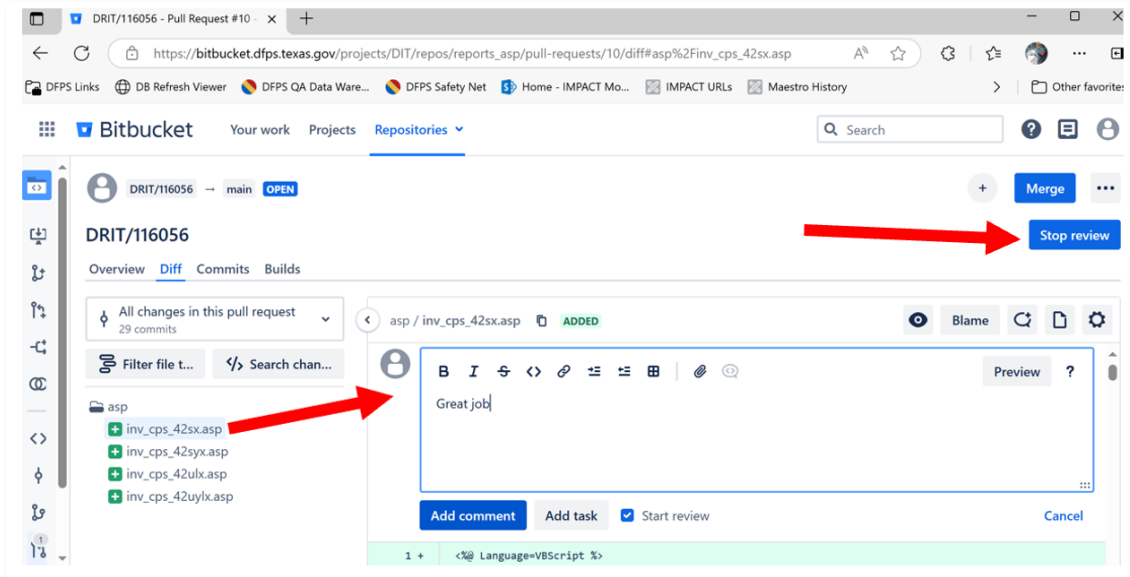 DRIT/116056 - Pull Request #10 -
https://bitbucket.dfps.texas.gov/projects/DIT/repos/reports_asp/pull-requests/10/diff#asp%2Finv_cps_42sx.asp
DFPS Links DB Refresh Viewer DFPS QA Data Ware... DFPS Safety Net Home - IMPACT Mo... IMPACT URLs Maestro History Other favorites
Bitbucket Your work Projects Repositories Search
DRIT/116056 → main OPEN Merge
DRIT/116056 Stop review
Overview Diff Commits Builds
All changes in this pull request
29 commits
asp / inv_cps_42sx.asp ADDED Blame
Filter file t... Search chan...
B I S Preview ?
Great job
asp
inv_cps_42sx.asp
inv_cps_42syx.asp
inv_cps_42ulx.asp
inv_cps_42uylx.asp
Add comment Add task Start review Cancel
1
1 + <%@ Language=VBScript %>